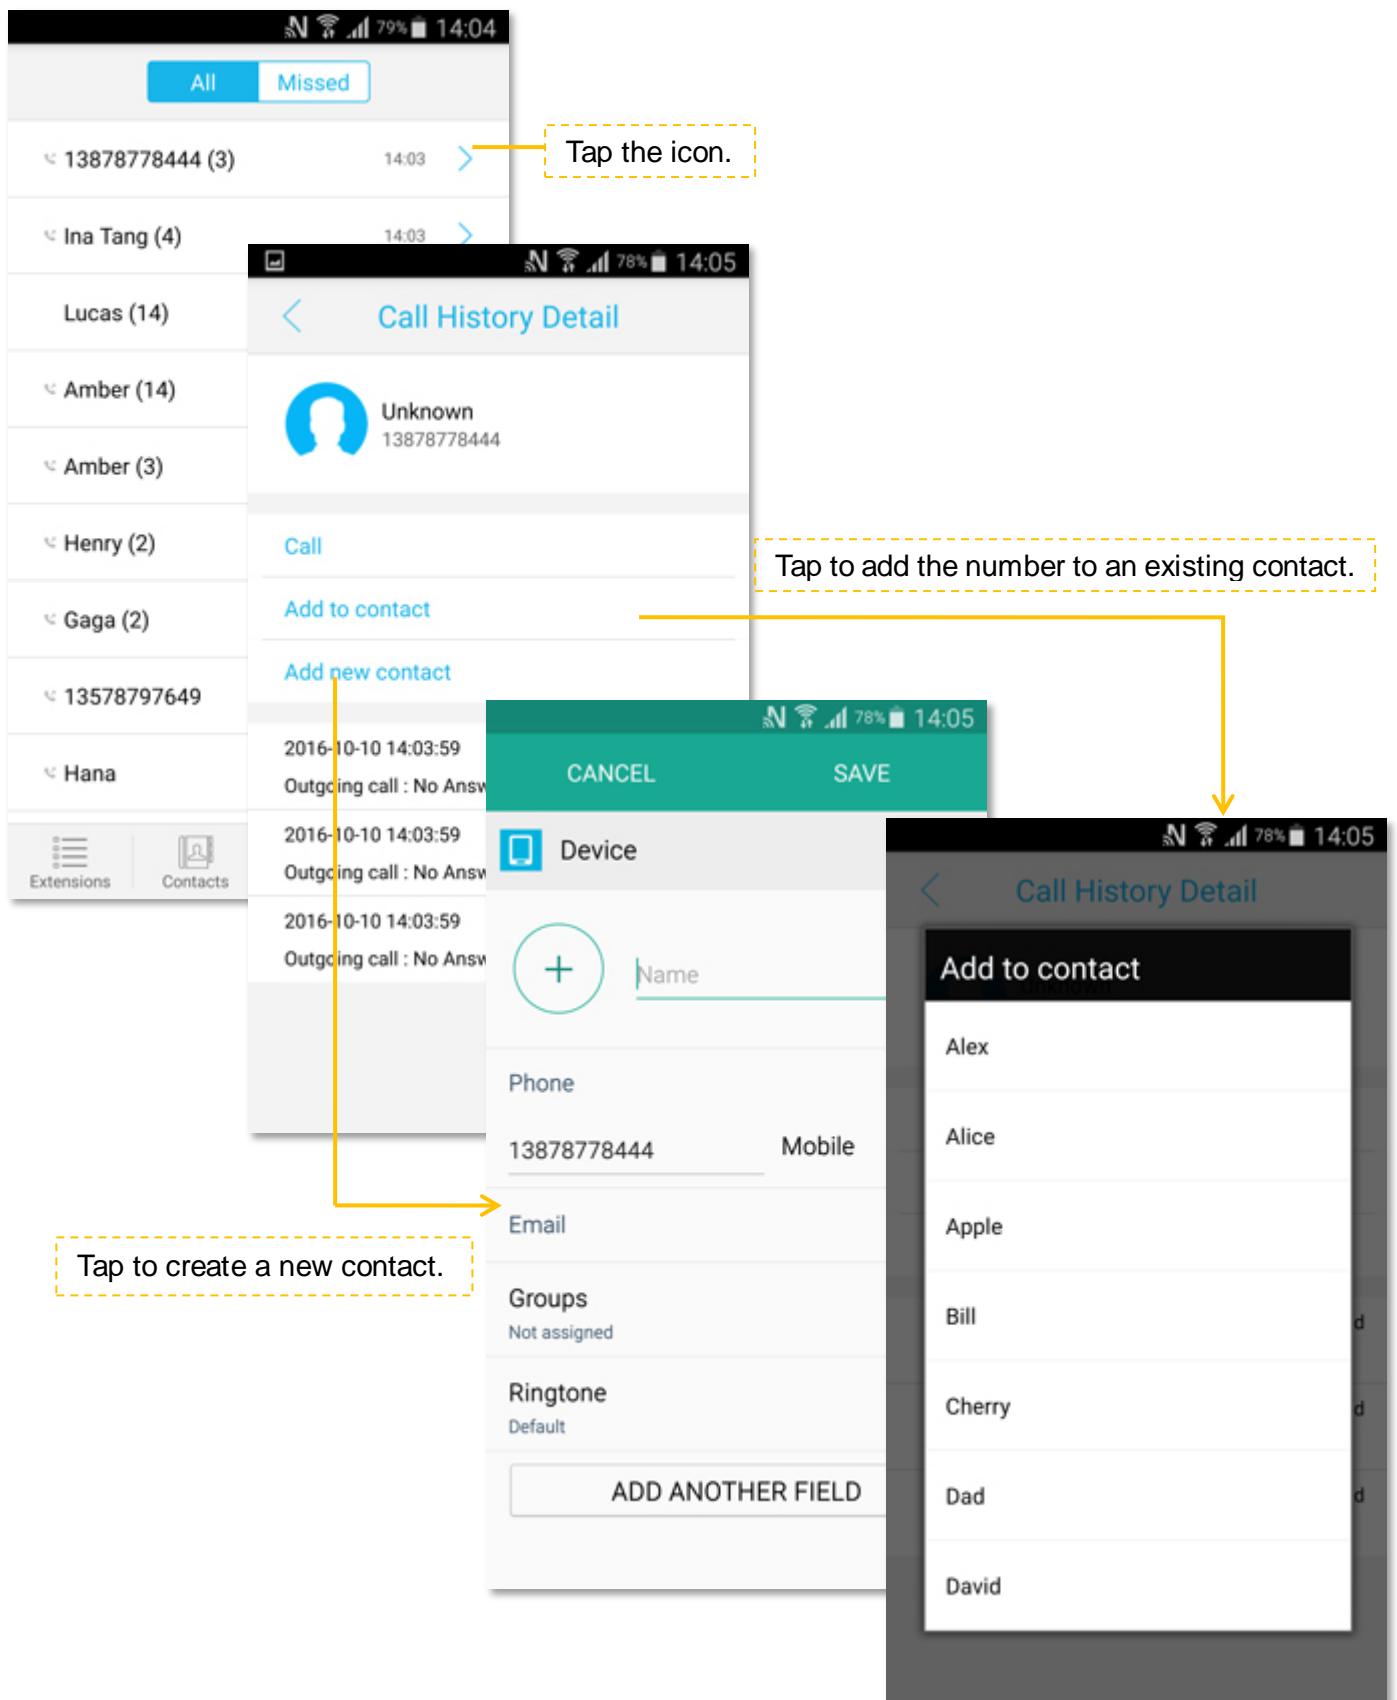 79% 14:04
All Missed
13878778444 (3) 14:03
Tap the icon.
Ina Tang (4) 14:03
Lucas (14)
Amber (14)
Amber (3)
Henry (2)
Gaga (2)
13578797649
Hana
Extensions Contacts
78% 14:05
Call History Detail
Unknown
13878778444
Call
Add to contact
Add new contact
2016-10-10 14:03:59
Outgoing call : No Answ
2016-10-10 14:03:59
Outgoing call : No Answ
2016-10-10 14:03:59
Outgoing call : No Answ
Tap to add the number to an existing contact.
Tap to create a new contact.
78% 14:05
CANCEL SAVE
Device
Name
Phone
13878778444 Mobile
Email
Groups
Not assigned
Ringtone
Default
ADD ANOTHER FIELD
78% 14:05
Call History Detail
Unknown
Add to contact
Alex
Alice
Apple
Bill
d
Cherry
d
Dad
d
David